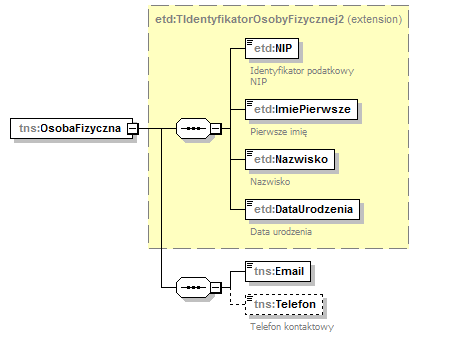 etd:TIdentyfikatorOsobyFizycznej2 (extension)
etd:NIP
Identyfikator podatkowy
NIP
etd:ImiePierwsze
Pierwsze imię
tns:OsobaFizyczna
etd:Nazwisko
Nazwisko
etd:DataUrodzenia
Data urodzenia
tns:Email
tns:Telefon
Telefon kontaktowy